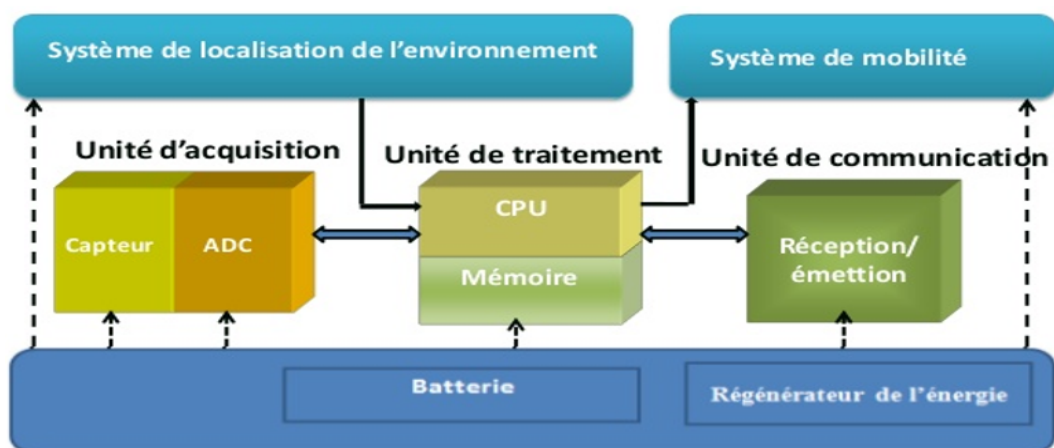 Système de localisation de l'environnement
Système de mobilité
Unité d'acquisition
Unité de traitement
Unité de communication
Capteur
ADC
CPU
Mémoire
Réception/
émettion
Batterie
Régénérateur de l'énergie